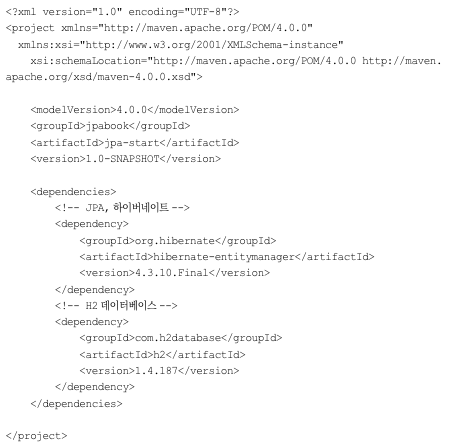 <?xml version="1.0" encoding="UTF-8"?>
<project xmlns="http://maven.apache.org/POM/4.0.0"
  xmlns:xsi="http://www.w3.org/2001/XMLSchema-instance"
    xsi:schemaLocation="http://maven.apache.org/POM/4.0.0 http://maven.
apache.org/xsd/maven-4.0.0.xsd">

    <modelVersion>4.0.0</modelVersion>
    <groupId>jpabook</groupId>
    <artifactId>jpa-start</artifactId>
    <version>1.0-SNAPSHOT</version>

    <dependencies>
        <!-- JPA, 하이버네이트 -->
        <dependency>
            <groupId>org.hibernate</groupId>
            <artifactId>hibernate-entitymanager</artifactId>
            <version>4.3.10.Final</version>
        </dependency>
        <!-- H2 데이터베이스 -->
        <dependency>
            <groupId>com.h2database</groupId>
            <artifactId>h2</artifactId>
            <version>1.4.187</version>
        </dependency>
    </dependencies>

</project>